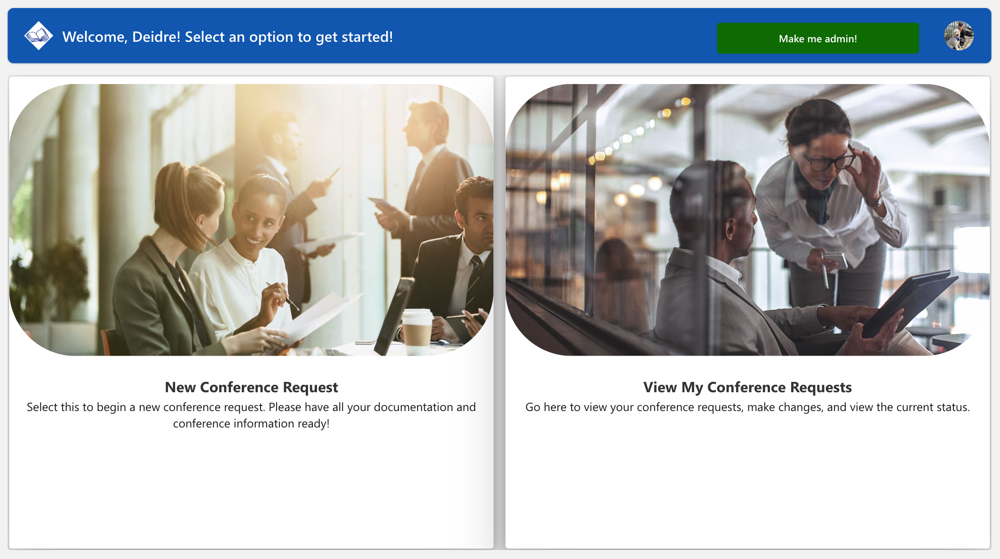 Welcome, Deidre! Select an option to get started!
Make me admin!
New Conference Request
Select this to begin a new conference request. Please have all your documentation and
conference information ready!
View My Conference Requests
Go here to view your conference requests, make changes, and view the current status.